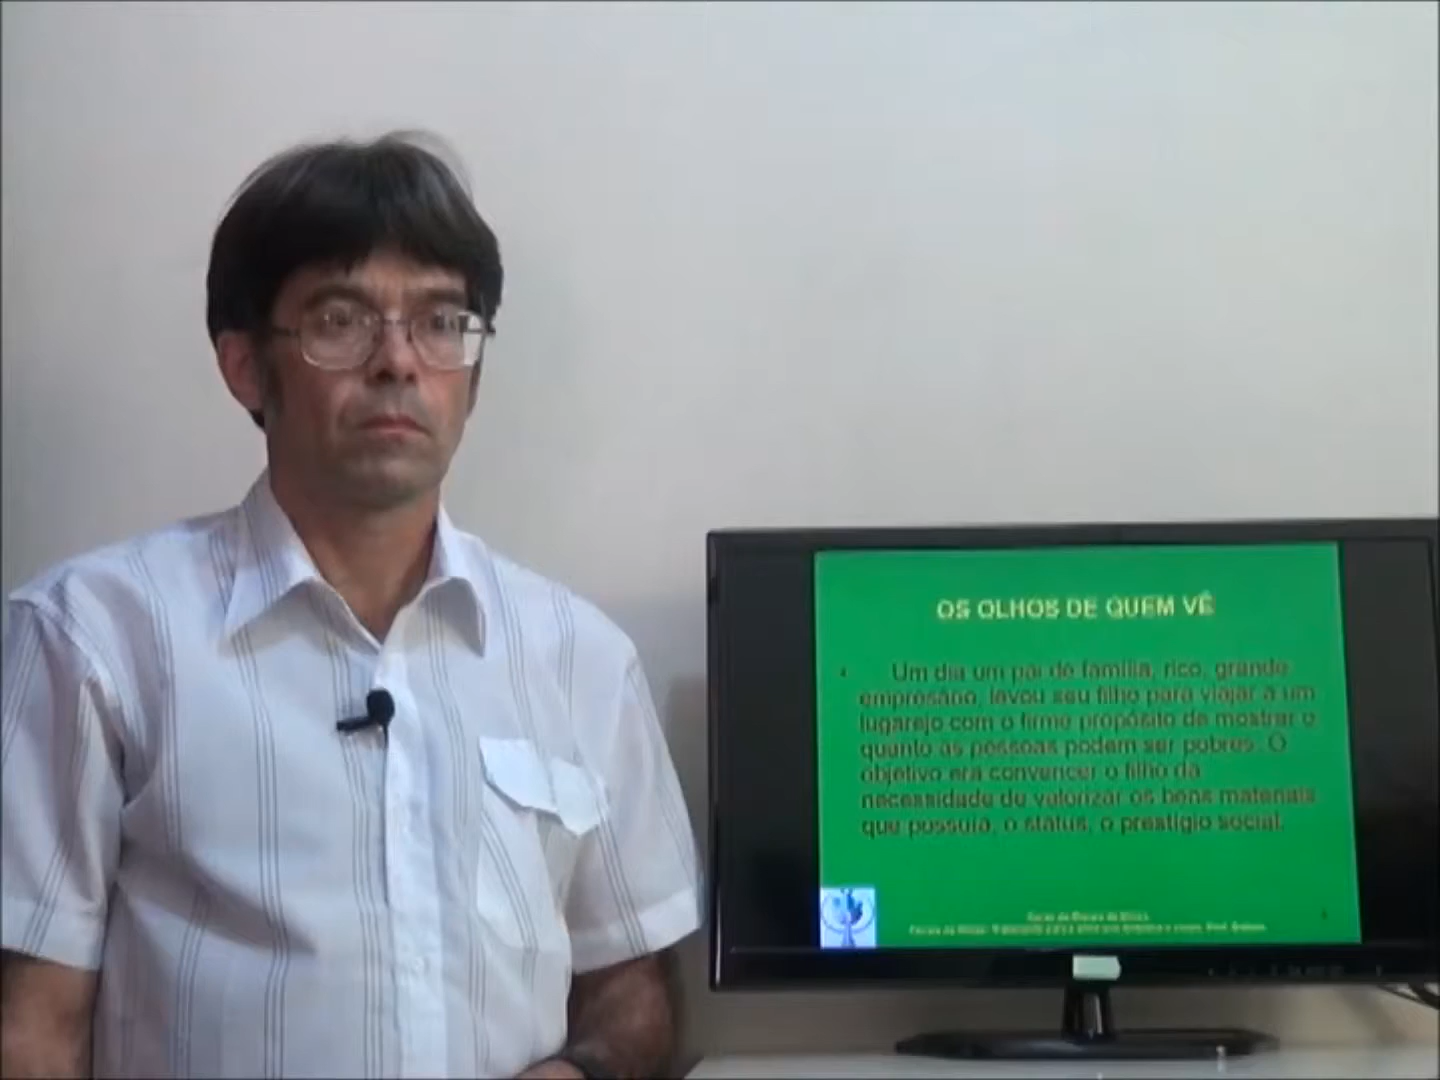 OS OLHOS DE QUEM VÊ
• Um dia um pai de família, rico, grande
empresário, levou seu filho para viajar a um
lugarejo com o firme propósito de mostrar o
quanto as pessoas podem ser pobres. O
objetivo era convencer o filho da
necessidade de valorizar os bens materiais
que possuía, o status, o prestígio social.